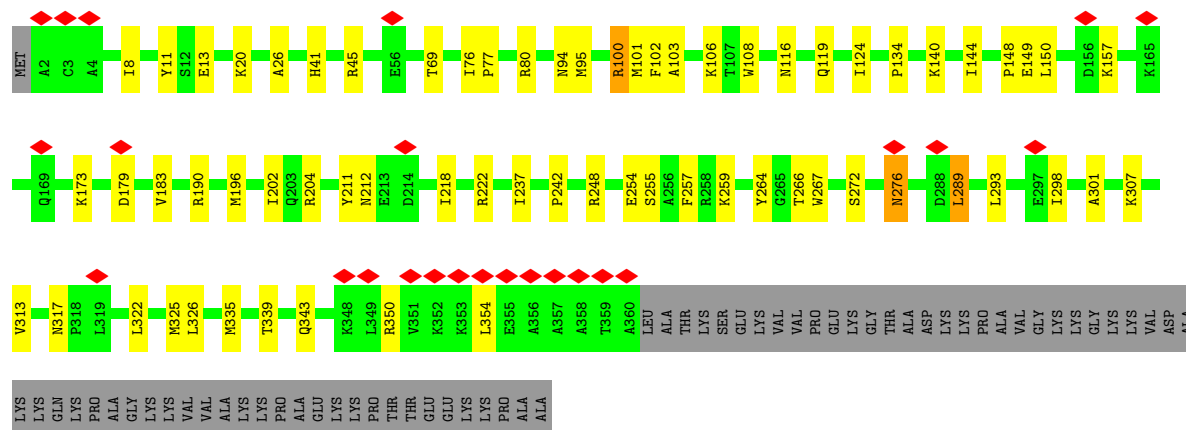 MET A2 C3 A4 I8 Y11 S12 E13 K20 A26 H41 R45 E56 T69 I76 P77 R80 N94 M95 R100 M101 F102 A103 K106 T107 W108 N116 Q119 I124 P134 K140 I144 P148 E149 L150 D156 K157 K165
Q169 K173 D179 V183 R190 M196 I202 Q203 R204 Y211 N212 E213 D214 I218 R222 I237 P242 R248 E254 S255 A256 F257 R258 K259 Y264 G265 T266 W267 S272 N276 D288 L289 L293 E297 I298 A301 K307
V313 N317 P318 L319 L322 M325 L326 M335 T339 Q343 K348 L349 R350 V351 K352 K353 L354 E355 A356 A357 A358 T359 A360 LEU ALA THR LYS SER GLU LYS VAL VAL PRO GLU LYS GLY THR ALA ASP LYS LYS PRO ALA VAL GLY LYS LYS GLY LYS LYS VAL ASP ALA
LYS LYS GLN LYS PRO ALA GLY LYS LYS VAL VAL ALA LYS LYS PRO ALA GLU LYS LYS PRO THR THR GLU GLU LYS LYS PRO ALA ALA